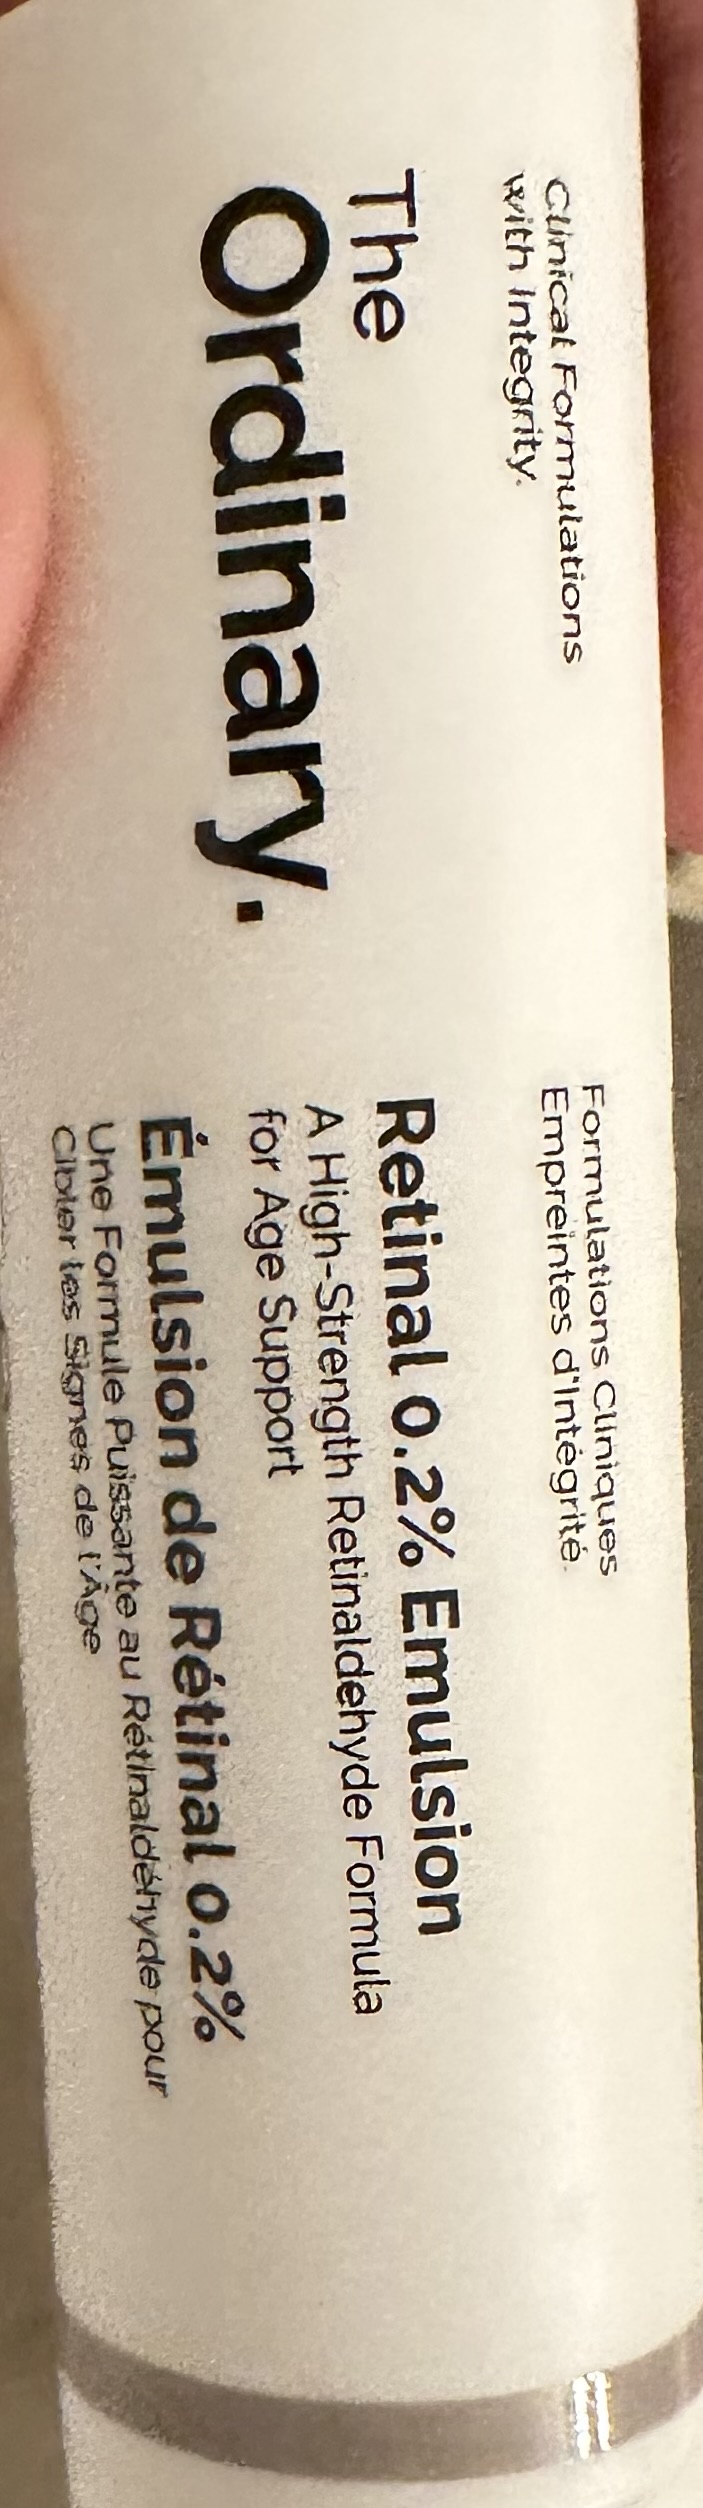 Clinical Formulations
with Integrity.
Formulations Cliniques
Empreintes d'Intégrité.
The
Ordinary.
Retinal 0.2% Emulsion
A High-Strength Retinaldehyde Formula
for Age Support
Émulsion de Rétinal 0.2%
Une Formule Puissante au Rétinaldéhyde pour
Cibler les Signes de l'Âge